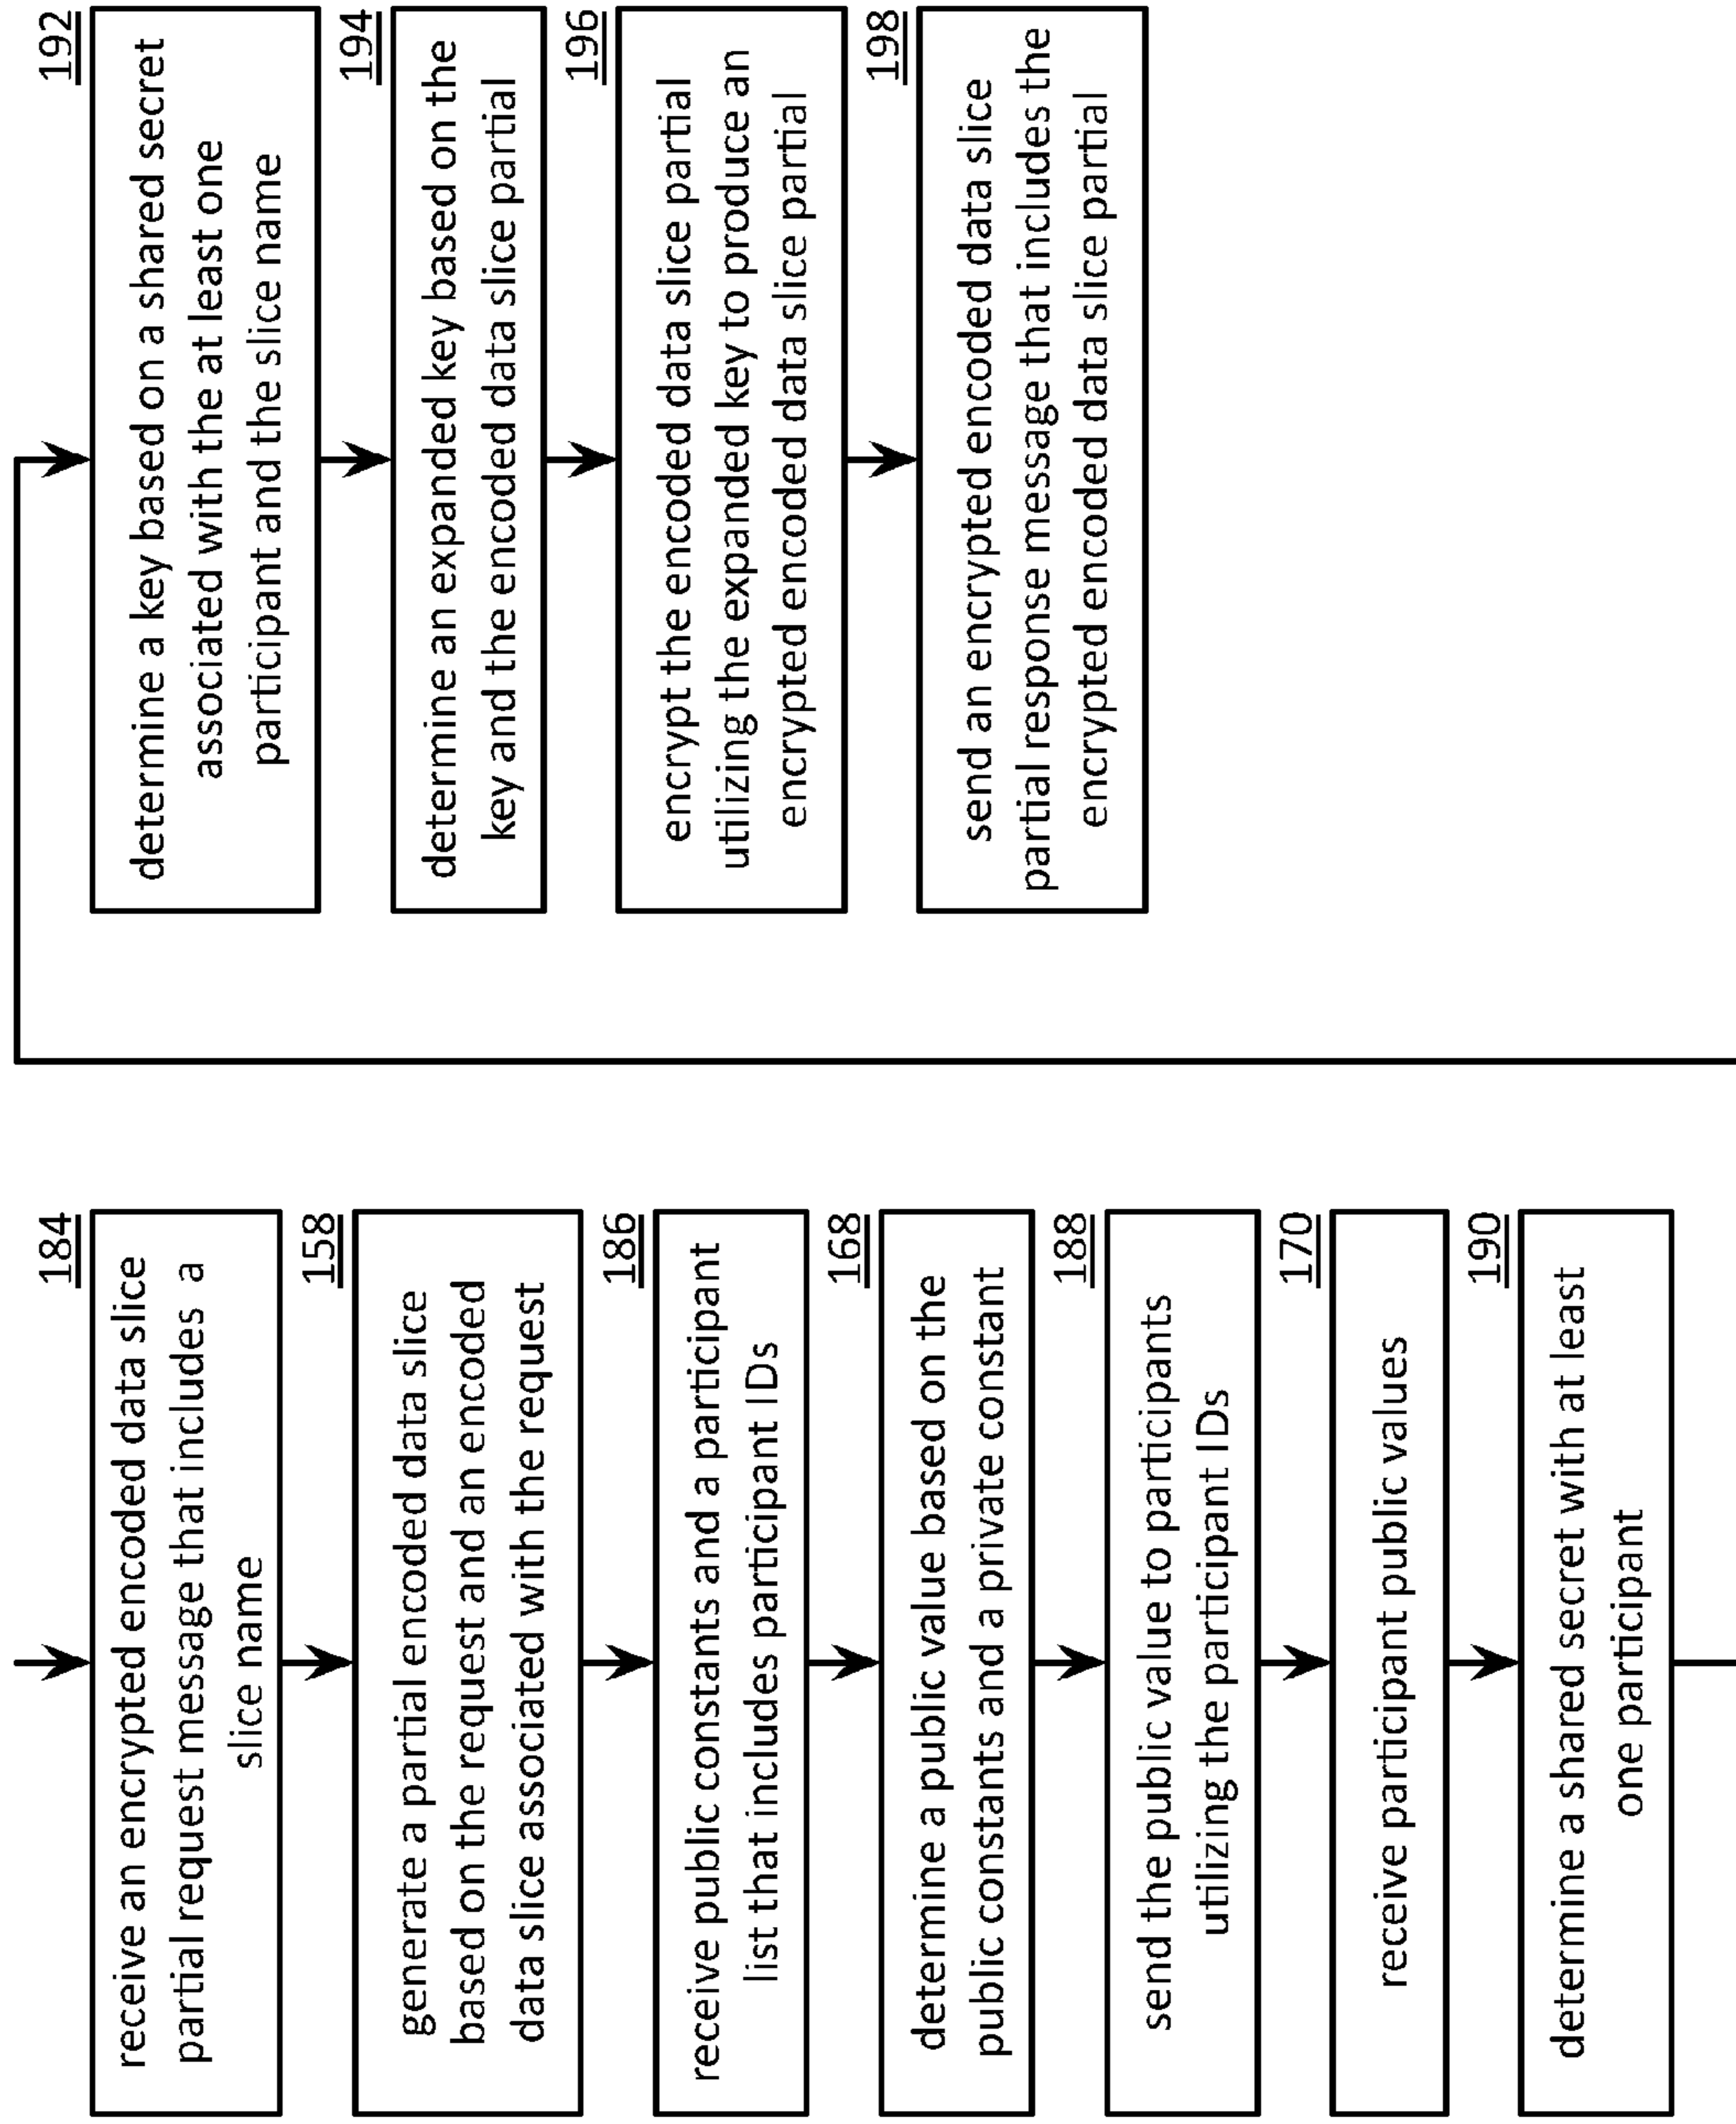 184
receive an encrypted encoded data slice
partial request message that includes a
slice name
158
generate a partial encoded data slice
based on the request and an encoded
data slice associated with the request
186
receive public constants and a participant
list that includes participant IDs
168
determine a public value based on the
public constants and a private constant
188
send the public value to participants
utilizing the participant IDs
170
receive participant public values
190
determine a shared secret with at least
one participant
192
determine a key based on a shared secret
associated with the at least one
participant and the slice name
194
determine an expanded key based on the
key and the encoded data slice partial
196
encrypt the encoded data slice partial
utilizing the expanded key to produce an
encrypted encoded data slice partial
198
send an encrypted encoded data slice
partial response message that includes the
encrypted encoded data slice partial